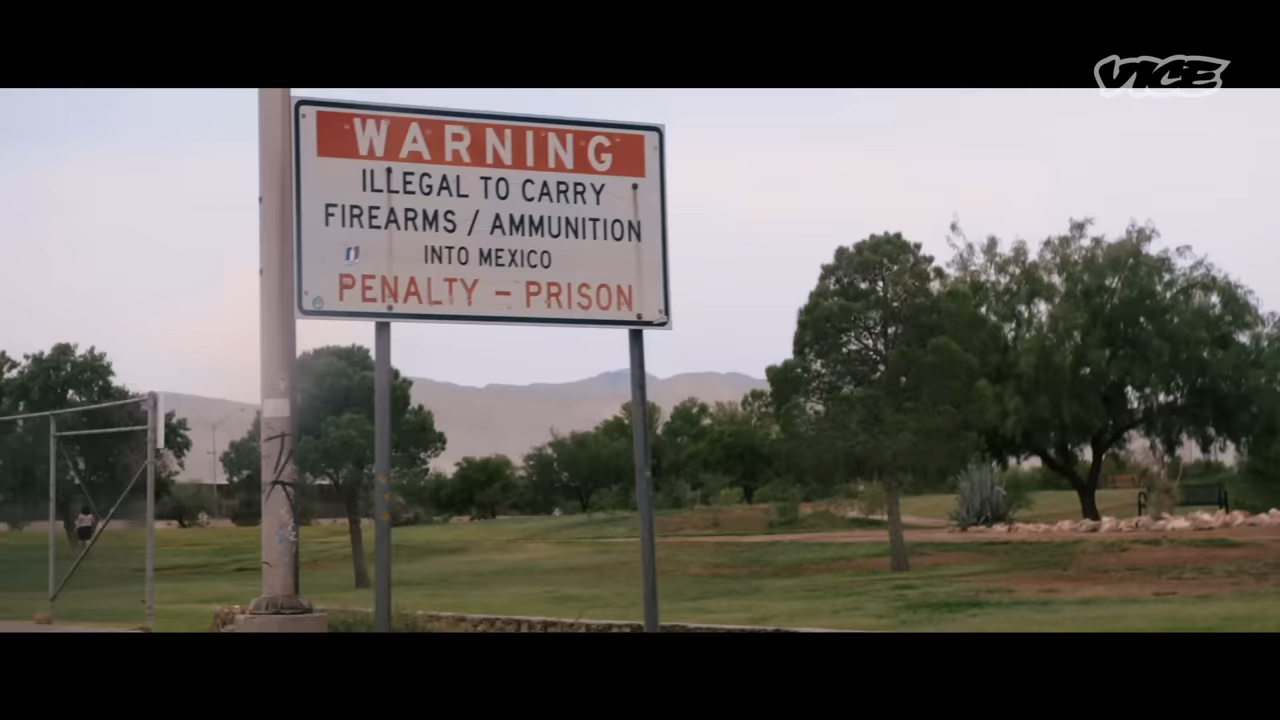 VICE
WARNING
ILLEGAL TO CARRY
FIREARMS / AMMUNITION
INTO MEXICO
PENALTY - PRISON